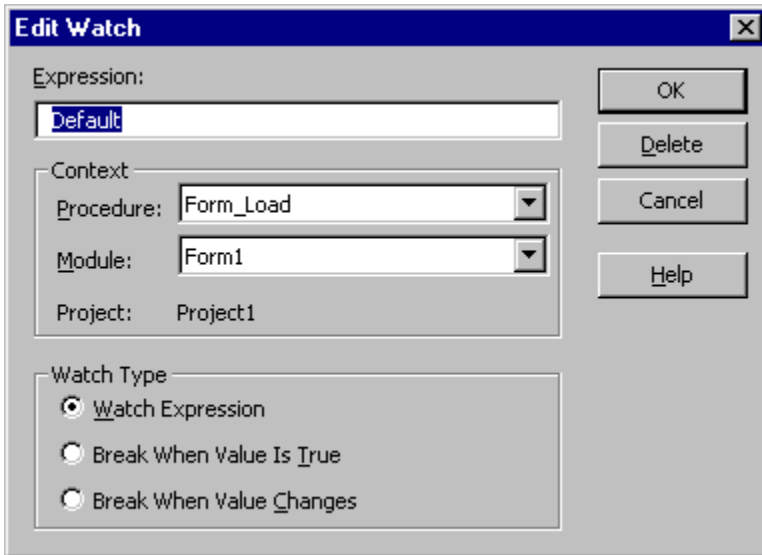 Edit Watch
Expression:
Default
OK
Delete
Cancel
Help
Context
Procedure: Form_Load
Module: Form1
Project: Project1
Watch Type
Watch Expression
Break When Value Is True
Break When Value Changes